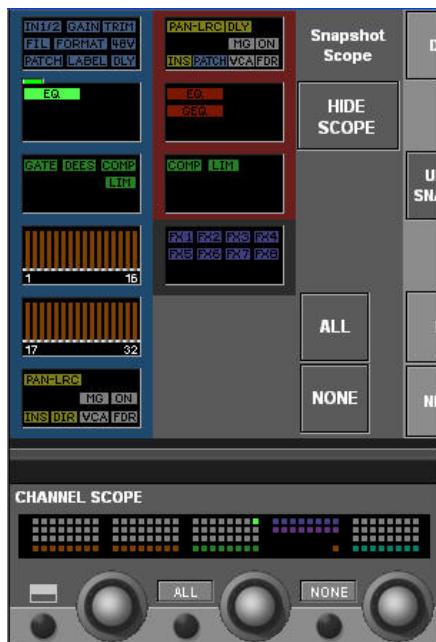 IN1/2 GAIN TRIM
FIL FORMAT 48V
PATCH LABEL DLY
PAN-LRC DLY
MG ON
INS PATCH VCA FDR
Snapshot
Scope
EQ
EQ
GEQ
HIDE
SCOPE
GATE DEES COMP
LIM
COMP LIM
1 16
FX1 FX2 FX3 FX4
FX5 FX6 FX7 FX8
17 32
ALL
PAN-LRC
MG ON
INS DIR VCA FDR
NONE
CHANNEL SCOPE
ALL
NONE